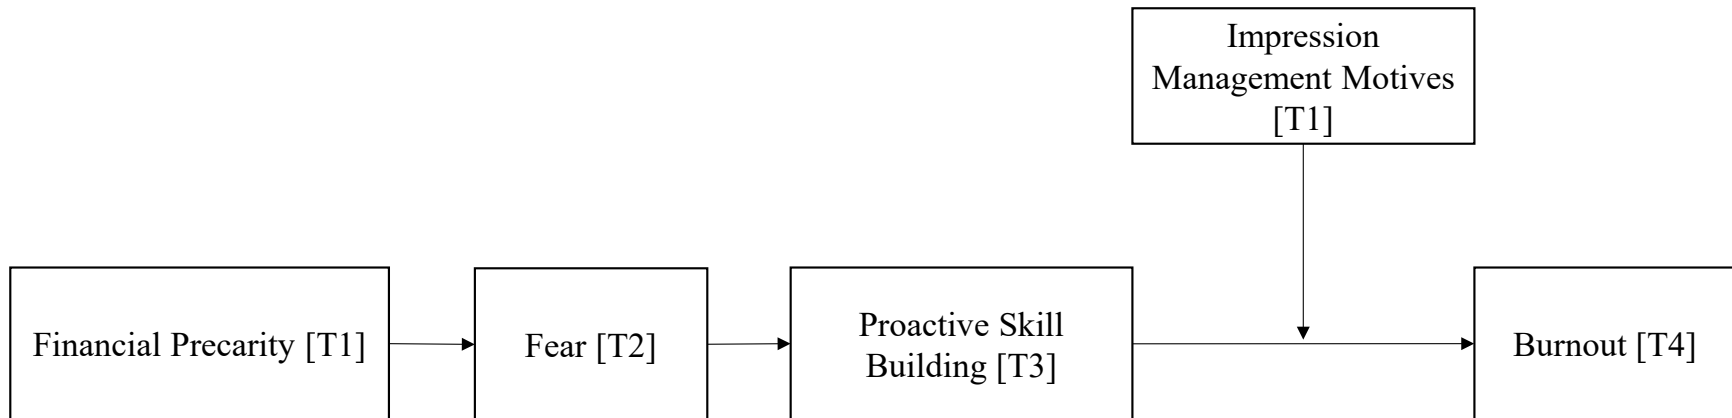 Impression
Management Motives
[T1]
Financial Precarity [T1]
Fear [T2]
Proactive Skill
Building [T3]
Burnout [T4]